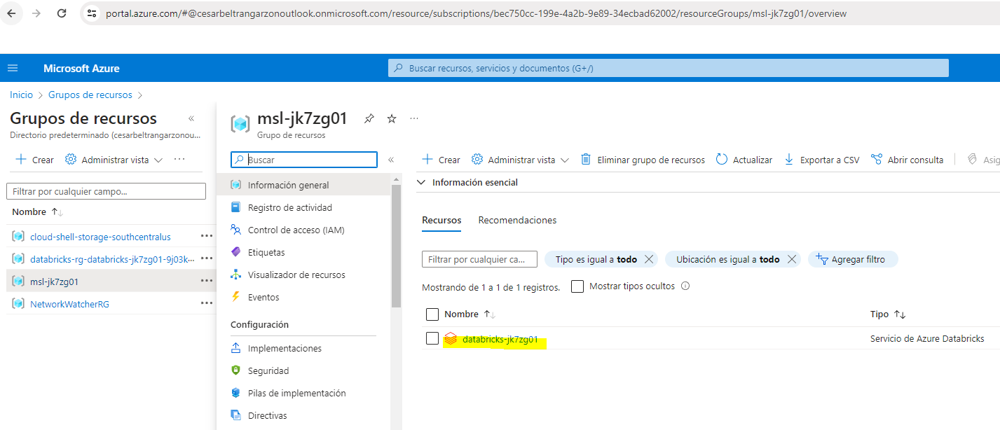 portal.azure.com/#@cesarbeltrangarzonoutlook.onmicrosoft.com/resource/subscriptions/bec750cc-199e-4a2b-9e89-34ecbad62002/resourceGroups/msl-jk7zg01/overview
Microsoft Azure
Buscar recursos, servicios y documentos (G+/)
Inicio > Grupos de recursos >
Grupos de recursos «
Directorio predeterminado (cesarbeltrangarzonou...
+ Crear Administrar vista ...
Filtrar por cualquier campo...
Nombre ↑↓
cloud-shell-storage-southcentralus ...
databricks-rg-databricks-jk7zg01-9j03k... ...
msl-jk7zg01 ...
NetworkWatcherRG ...
msl-jk7zg01 ...
Grupo de recursos
Buscar «
Información general
Registro de actividad
Control de acceso (IAM)
Etiquetas
Visualizador de recursos
Eventos
Configuración
Implementaciones
Seguridad
Pilas de implementación
Directivas
+ Crear Administrar vista Eliminar grupo de recursos Actualizar Exportar a CSV Abrir consulta Asig
Información esencial
Recursos Recomendaciones
Filtrar por cualquier ca... Tipo es igual a todo Ubicación es igual a todo Agregar filtro
Mostrando de 1 a 1 de 1 registros. Mostrar tipos ocultos
Nombre ↑↓ Tipo ↑↓
databricks-jk7zg01 Servicio de Azure Databricks